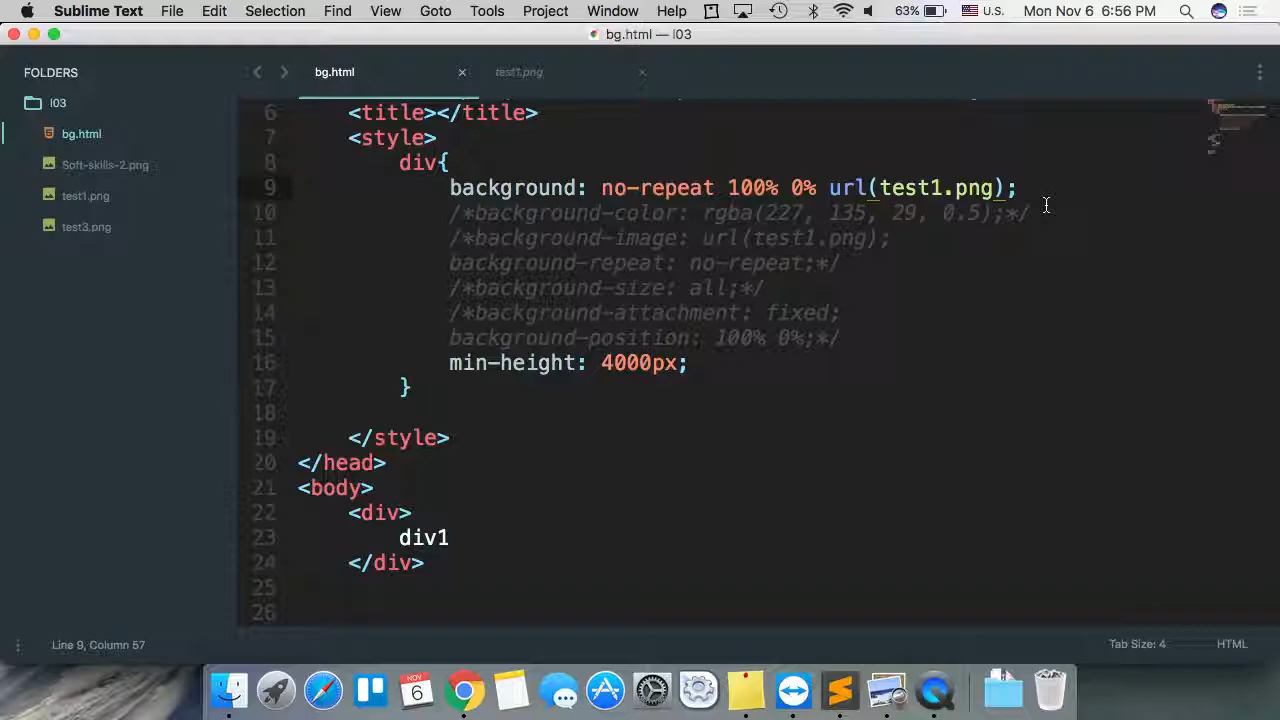 Sublime Text File Edit Selection Find View Goto Tools Project Window Help 63% U.S. Mon Nov 6 6:56 PM
bg.html — l03
FOLDERS
l03
bg.html
Soft-skills-2.png
test1.png
test3.png
bg.html
test1.png
6 <title></title>
7 <style>
8 div{
9 background: no-repeat 100% 0% url(test1.png);
10 /*background-color: rgba(227, 135, 29, 0.5);*/
11 /*background-image: url(test1.png);
12 background-repeat: no-repeat;*/
13 /*background-size: all;*/
14 /*background-attachment: fixed;
15 background-position: 100% 0%;*/
16 min-height: 4000px;
17 }
18
19 </style>
20 </head>
21 <body>
22 <div>
23 div1
24 </div>
25
26
Line 9, Column 57
Tab Size: 4
HTML
NOV
6